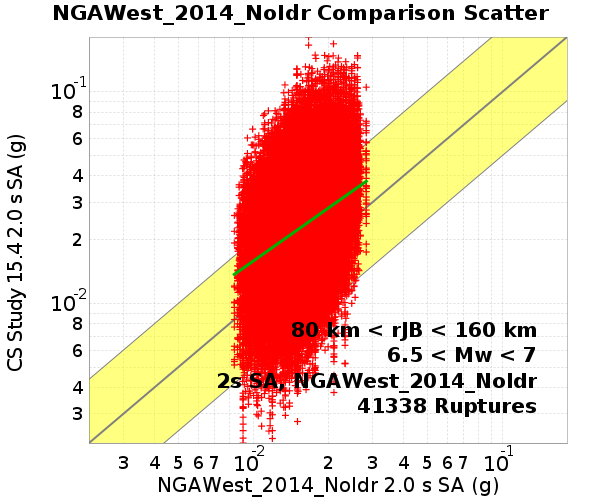 NGAWest_2014_NoIdr Comparison Scatter
CS Study 15.4 2.0 s SA (g)
10-1
8
6
4
3
2
10-2
8
6
4
3
80 km < rJB < 160 km
6.5 < Mw < 7
2s SA, NGAWest_2014_NoIdr
41338 Ruptures
3 4 5 6 7 10-2 2 3 4 5 6 7 10-1
NGAWest_2014_NoIdr 2.0 s SA (g)